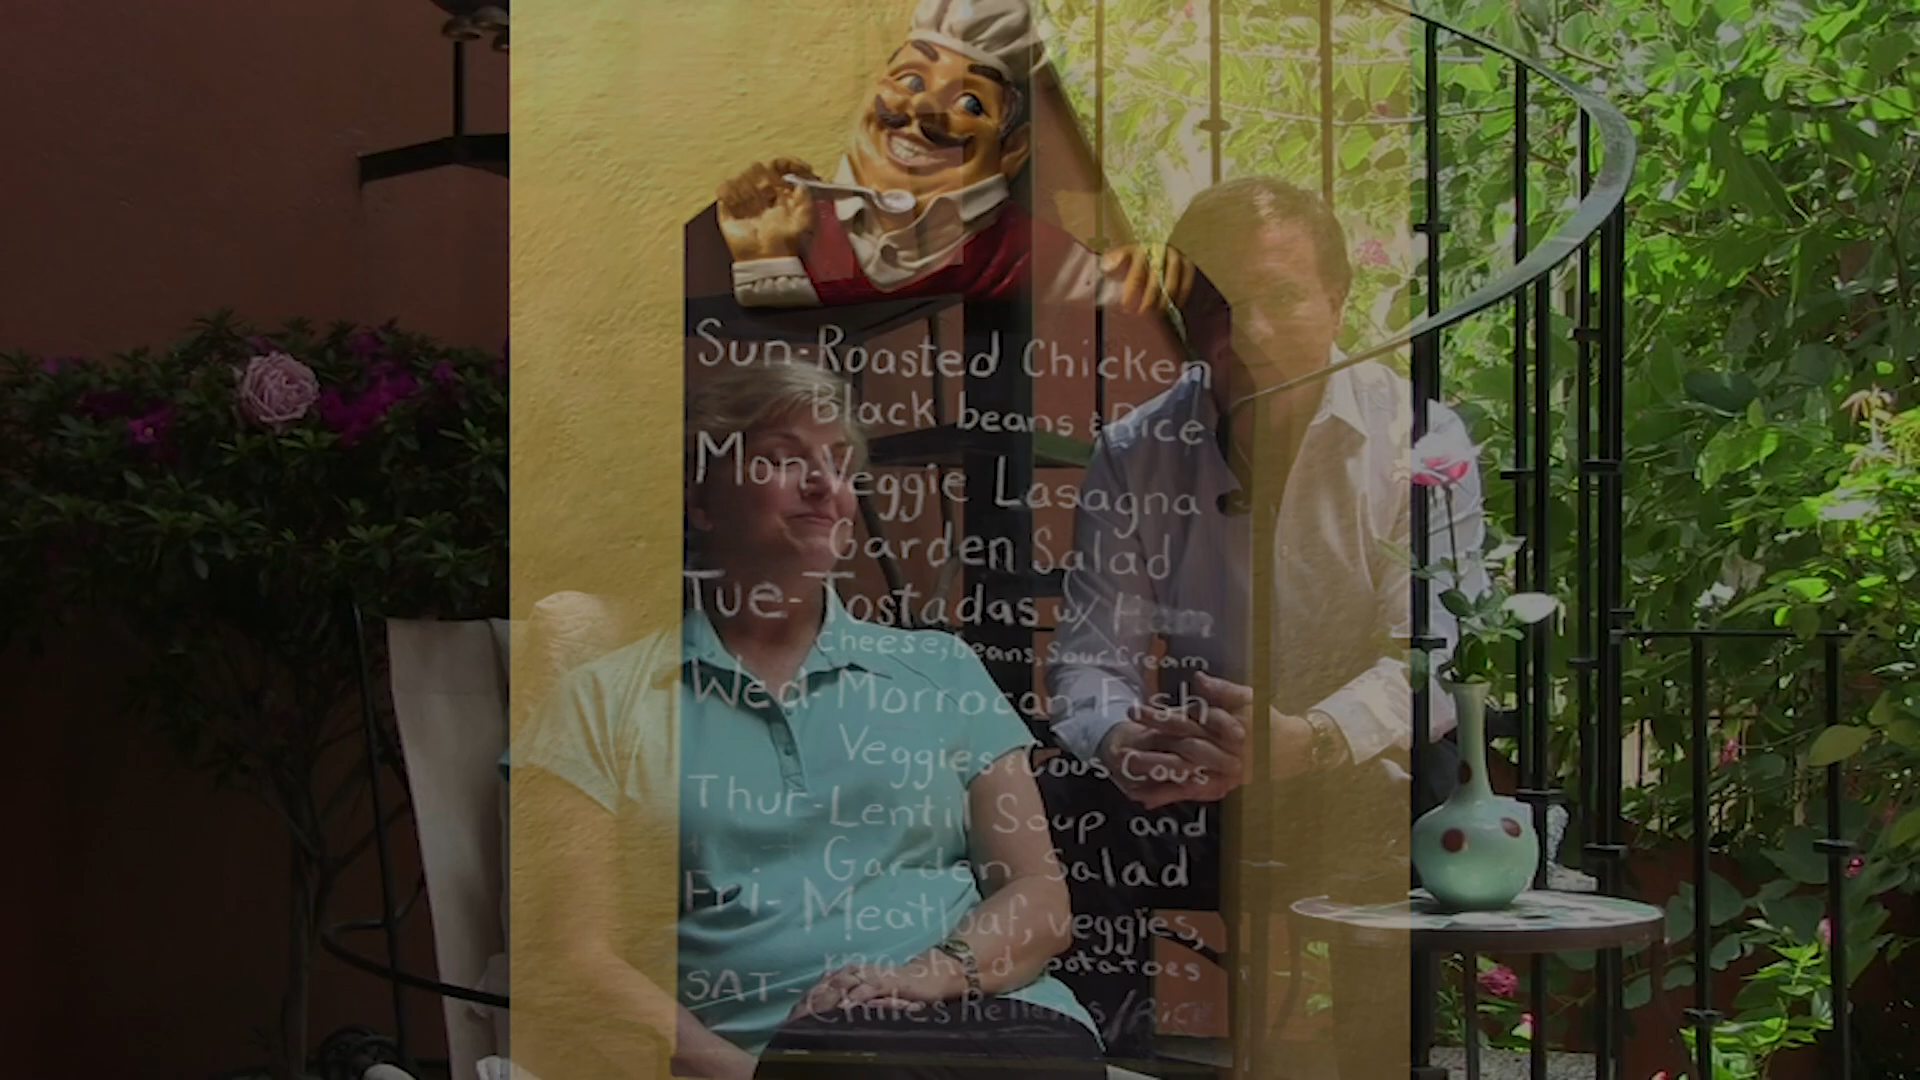 Sun-Roasted Chicken
Black beans & Rice
Mon-Veggie Lasagna
Garden Salad
Tue-Tostadas w/ Ham
Cheese, beans, Sour Cream
Wed-Morrocan Fish
Veggies & Cous Cous
Thur-Lentil Soup and
Garden Salad
Fri-Meatloaf, veggies,
mashed potatoes
SAT-Chiles Rellenos/Rice